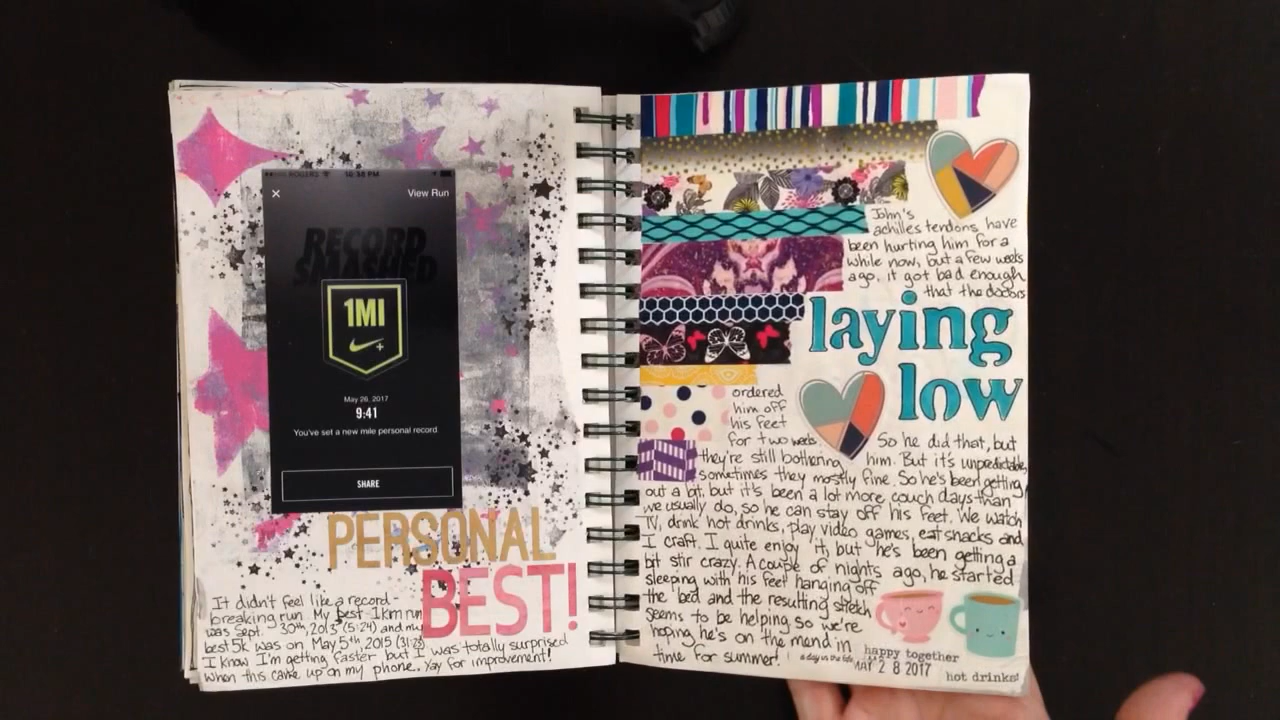 ROGERS 10:38 PM
× View Run
RECORD
SMASHED
1MI
May 26, 2017
9:41
You've set a new mile personal record
SHARE
PERSONAL
BEST!
It didn't feel like a record-
breaking run. My best 1km run
was Sept. 30th, 2013 (5:24) and my
best 5k was on May 5th, 2015 (31:23)
I know I'm getting faster but I was totally surprised
when this came up on my phone. Yay for improvement!
John's
achilles tendons have
been hurting him for a
while now, but a few weeks
ago, it got bad enough
that the doctors
laying
low
ordered
him off
his feet
for two weeks.
So he did that, but
they're still bothering him. But it's unpredictable,
sometimes they mostly fine. So he's been getting
out a bit, but it's been a lot more couch days than
we usually do, so he can stay off his feet. We watch
TV, drink hot drinks, play video games, eat snacks and
I craft. I quite enjoy it, but he's been getting a
bit stir crazy. A couple of nights ago, he started
sleeping with his feet hanging off
the bed and the resulting stretch
seems to be helping so we're
hoping he's on the mend in
time for summer!
a day in the life
happy together
MAY 28 2017
hot drinks!